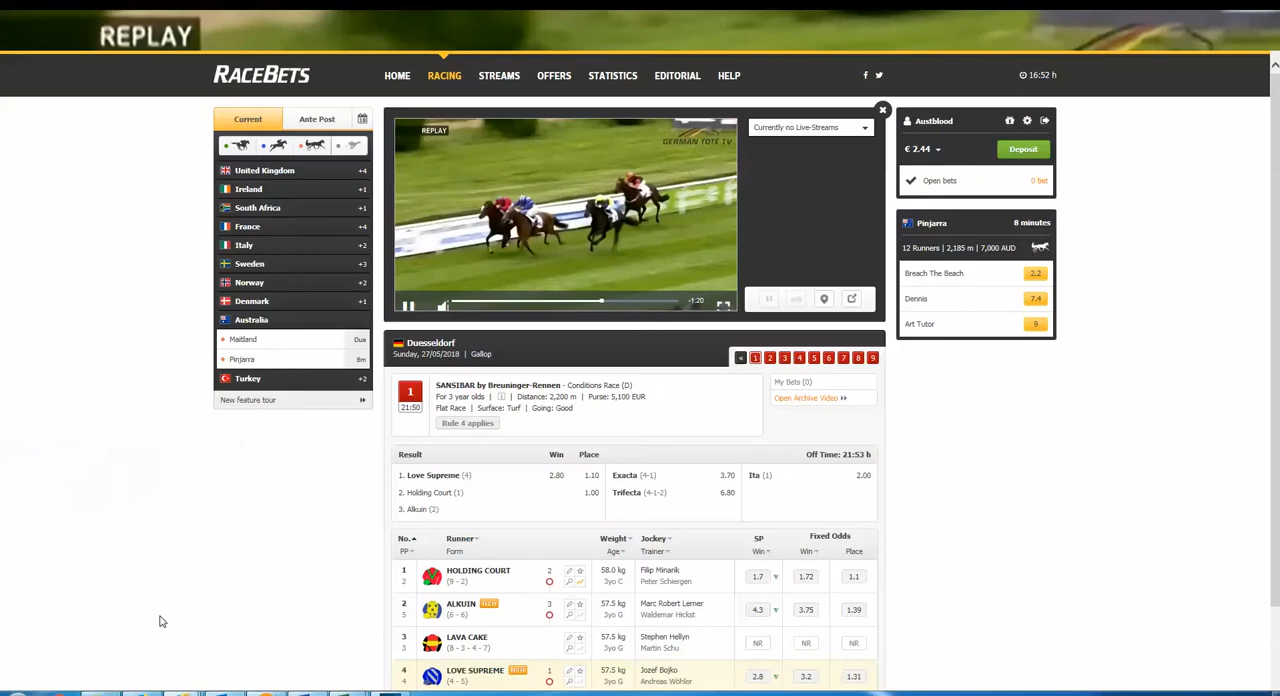 REPLAY
RACEBETS
HOME RACING STREAMS OFFERS STATISTICS EDITORIAL HELP
16:52 h
Current Ante Post
United Kingdom +4
Ireland +1
South Africa +1
France +4
Italy +2
Sweden +3
Norway +2
Denmark +1
Australia
Maitland Due
Pinjarra 8m
Turkey +2
New feature tour
REPLAY
GERMAN TOTE TV
-1:20
Currently no Live-Streams
HD
Austblood
€ 2.44
Deposit
Open bets 0 bet
Pinjarra 8 minutes
12 Runners | 2,185 m | 7,000 AUD
Breach The Beach 2.2
Dennis 7.4
Art Tutor 9
Duesseldorf
Sunday, 27/05/2018 | Gallop
« 1 2 3 4 5 6 7 8 9
1
21:50
SANSIBAR by Breuninger-Rennen - Conditions Race (D)
For 3 year olds | 1 | Distance: 2,200 m | Purse: 5,100 EUR
Flat Race | Surface: Turf | Going: Good
Rule 4 applies
My Bets (0)
Open Archive Video
Result Win Place Off Time: 21:53 h
1. Love Supreme (4) 2.80 1.10 Exacta (4-1) 3.70 Ita (1) 2.00
2. Holding Court (1) 1.00 Trifecta (4-1-2) 6.80
3. Alkuin (2)
No. Runner Weight Jockey SP Fixed Odds
PP Form Age Trainer Win Win Place
1 HOLDING COURT 2 58.0 kg Filip Minarik 1.7 1.72 1.1
2 (9 - 2) 3yo C Peter Schiergen
2 ALKUIN H2H 3 57.5 kg Marc Robert Lerner 4.3 3.75 1.39
5 (6 - 6) 3yo G Waldemar Hickst
3 LAVA CAKE 57.5 kg Stephen Hellyn NR NR NR
3 (8 - 3 - 4 - 7) 3yo G Martin Schu
4 LOVE SUPREME H2H 1 57.5 kg Jozef Bojko 2.8 3.2 1.31
4 (4 - 5) 3yo G Andreas Wöhler